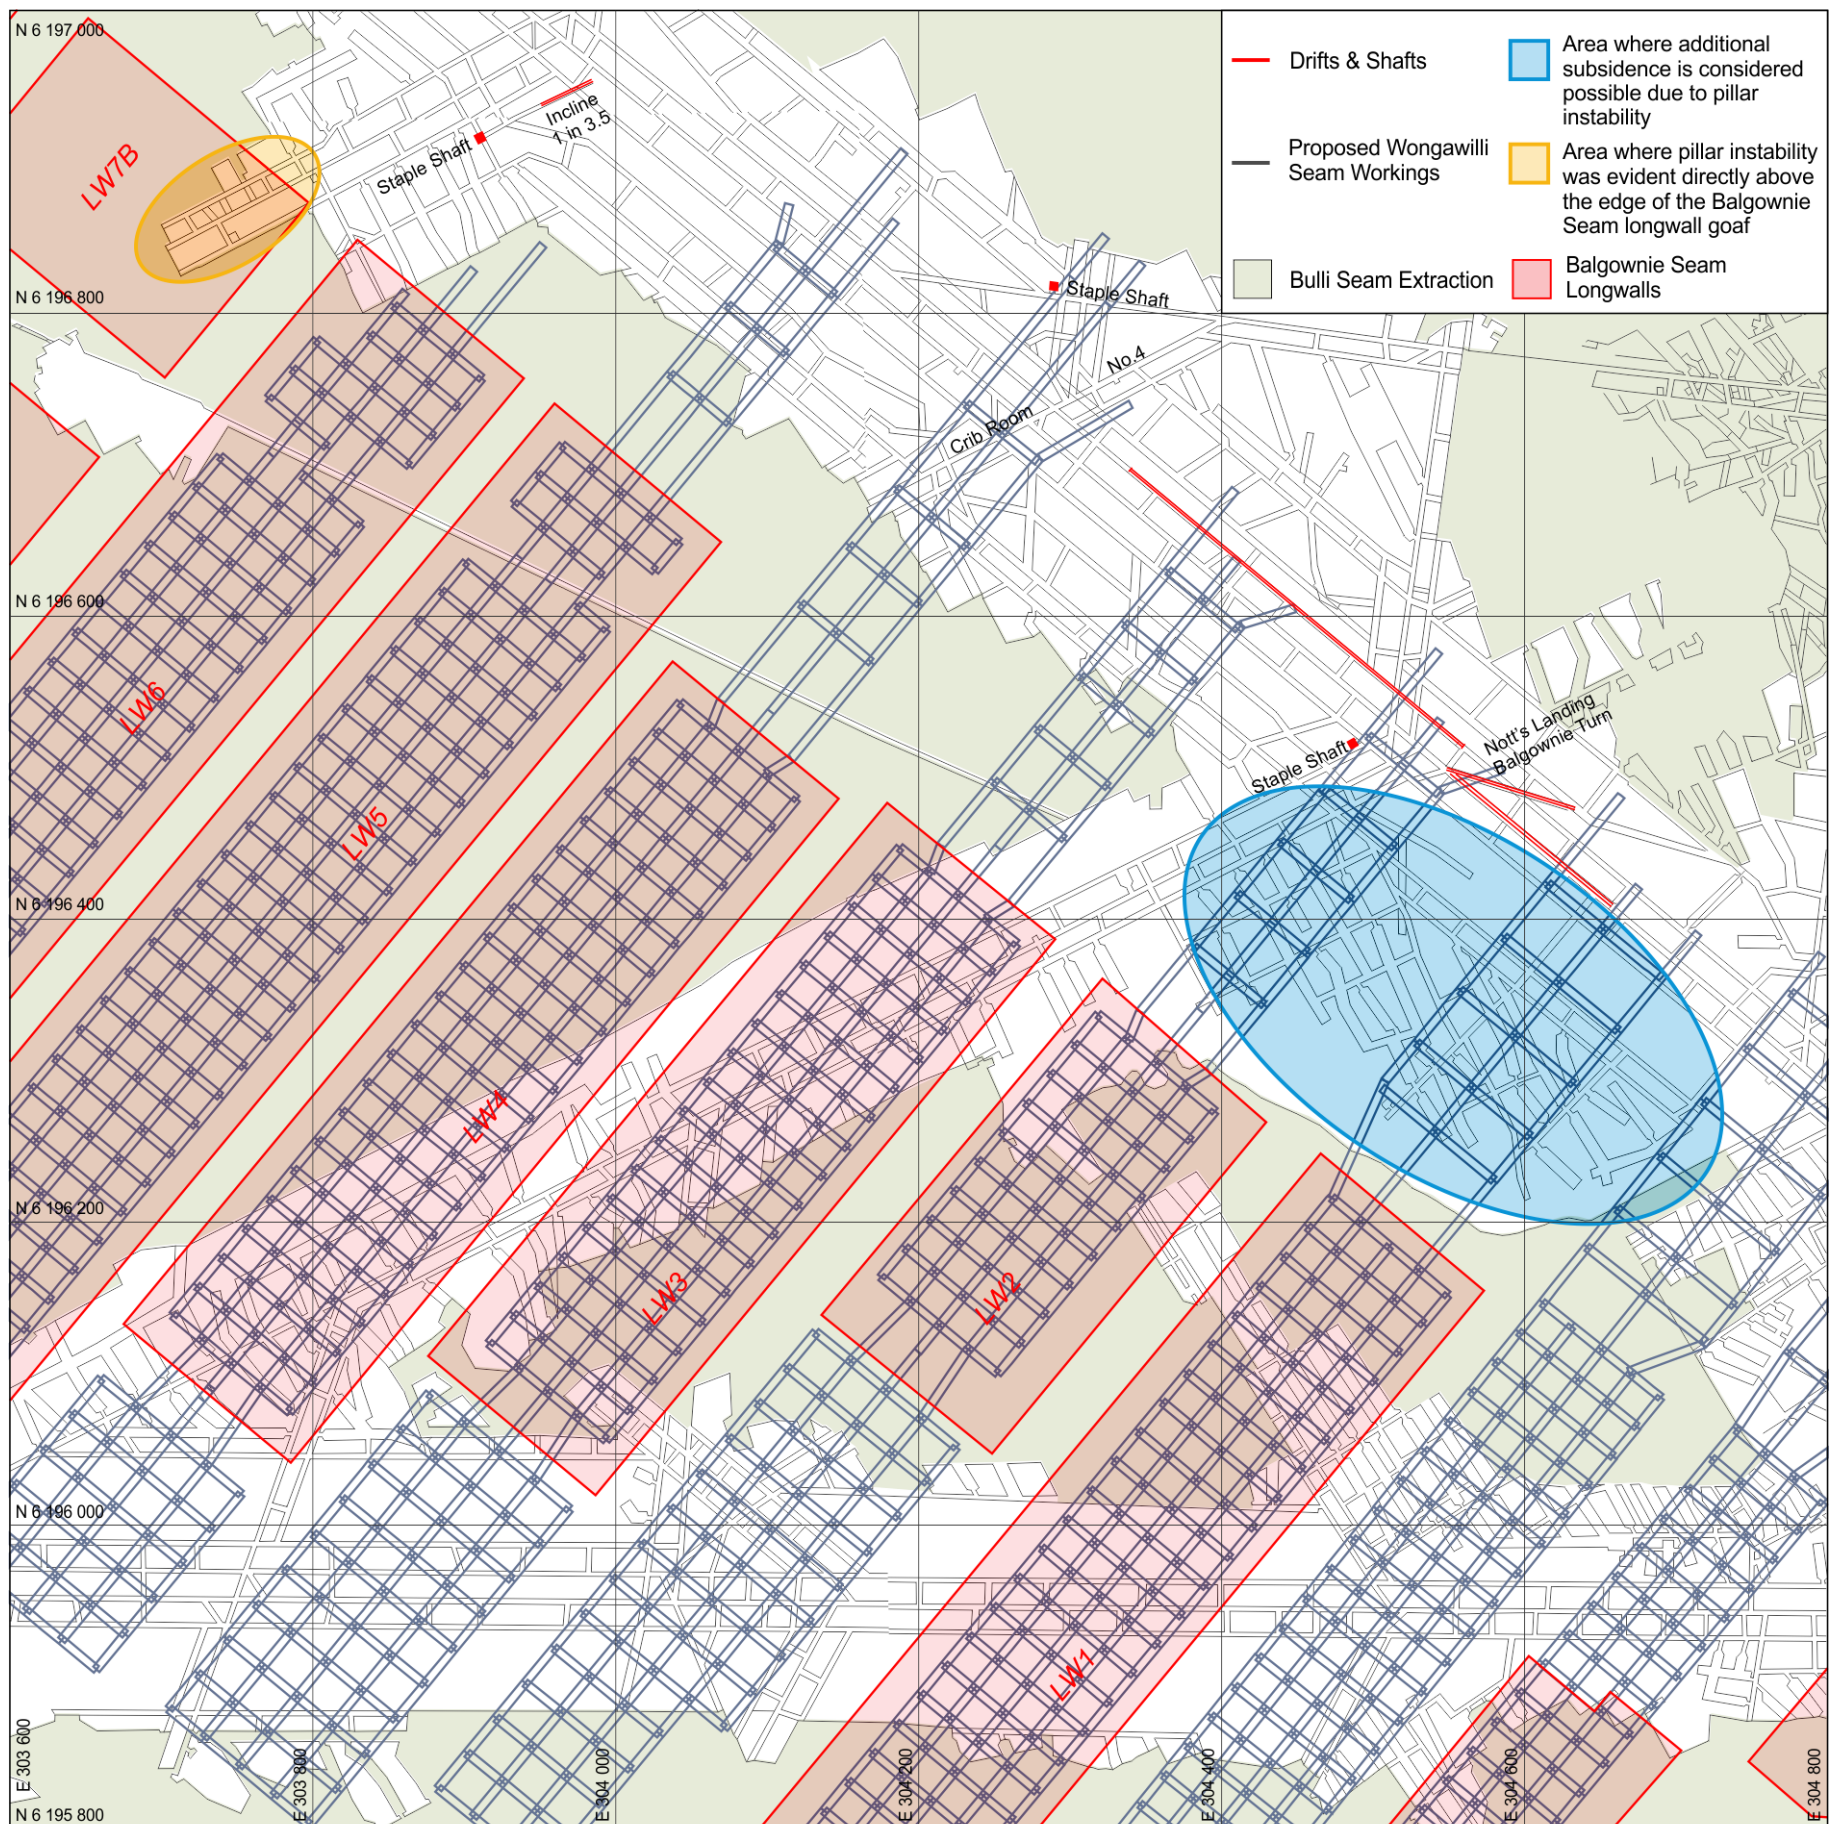 N 6 197 000
Drifts & Shafts
Area where additional
subsidence is considered
possible due to pillar
instability
Proposed Wongawilli
Seam Workings
Area where pillar instability
was evident directly above
the edge of the Balgownie
Seam longwall goaf
Bulli Seam Extraction
Balgownie Seam
Longwalls
Incline
1 in 3.5
Staple Shaft
LW7B
N 6 196 800
Staple Shaft
No.4
Crib Room
N 6 196 600
LW6
Nott's Landing
Balgownie Turn
Staple Shaft
LW5
N 6 196 400
LW4
N 6 196 200
LW3
LW2
N 6 196 000
LW1
E 303 600
E 303 800
E 304 000
E 304 200
E 304 400
E 304 600
E 304 800
N 6 195 800